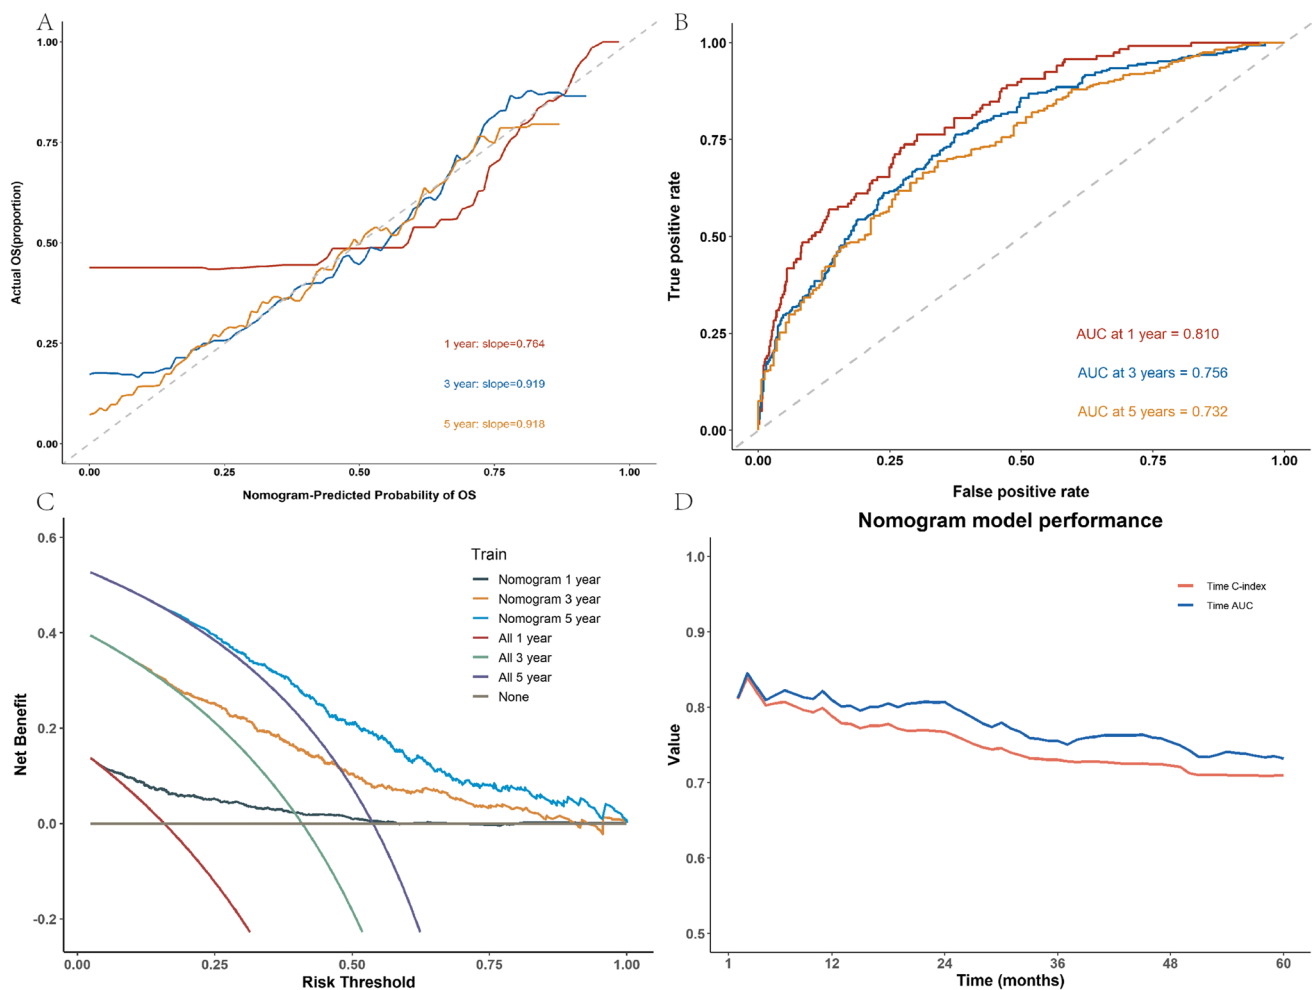 A
1.00
0.75
0.50
0.25
0.00
Actual OS(proportion)
1 year: slope=0.764
3 year: slope=0.919
5 year: slope=0.918
0.00 0.25 0.50 0.75 1.00
Nomogram-Predicted Probability of OS
B
1.00
0.75
0.50
0.25
0.00
True positive rate
AUC at 1 year = 0.810
AUC at 3 years = 0.756
AUC at 5 years = 0.732
0.00 0.25 0.50 0.75 1.00
False positive rate
C
0.6
0.4
0.2
0.0
-0.2
Net Benefit
Train
Nomogram 1 year
Nomogram 3 year
Nomogram 5 year
All 1 year
All 3 year
All 5 year
None
0.00 0.25 0.50 0.75 1.00
Risk Threshold
D
Nomogram model performance
1.0
0.9
0.8
0.7
0.6
0.5
Value
Time C-index
Time AUC
1 12 24 36 48 60
Time (months)